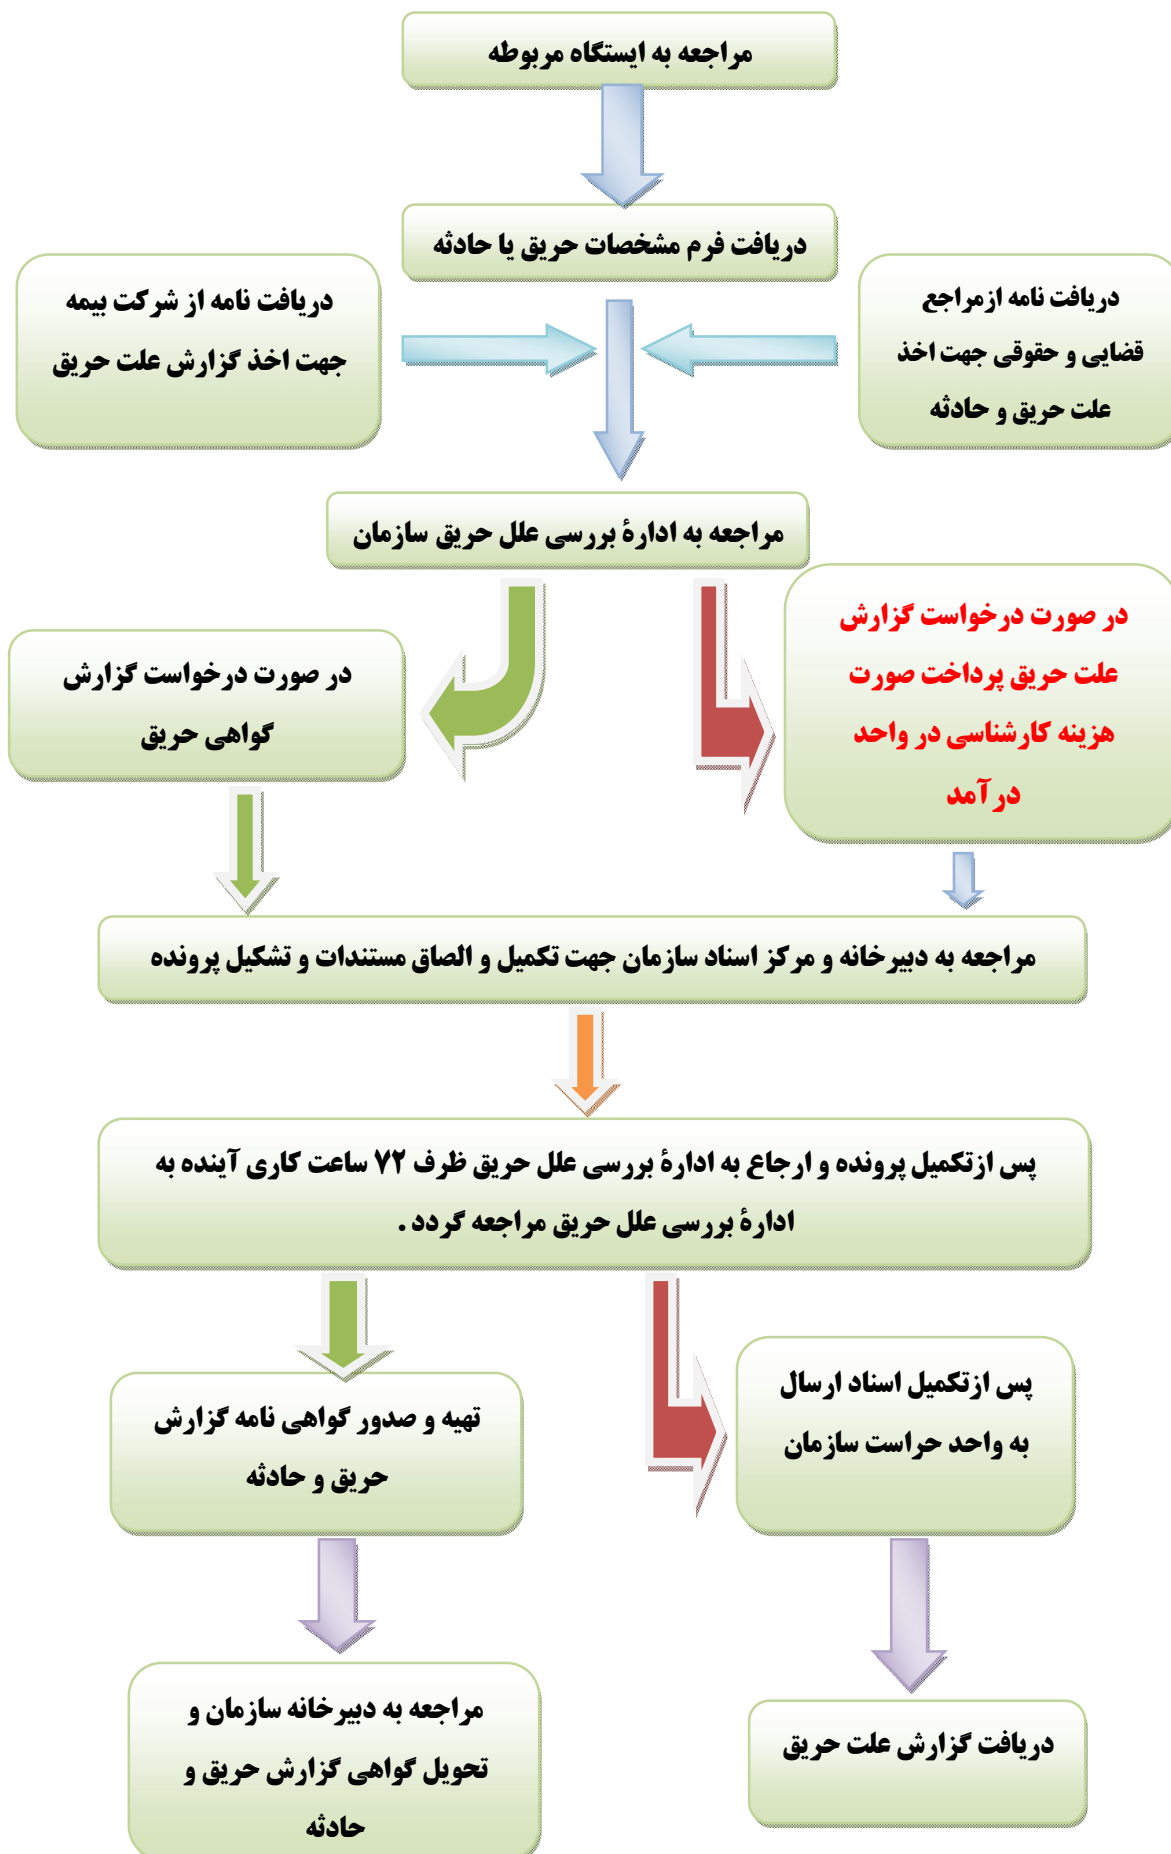 مراجعه به ایستگاه مربوطه
دریافت فرم مشخصات حریق یا حادثه
دریافت نامه ازمراجع
قضایی و حقوقی جهت اخذ
علت حریق و حادثه
دریافت نامه از شرکت بیمه
جهت اخذ گزارش علت حریق
مراجعه به ادارۀ بررسی علل حریق سازمان
در صورت درخواست گزارش
علت حریق پرداخت صورت
هزینه کارشناسی در واحد
درآمد
در صورت درخواست گزارش
گواهی حریق
مراجعه به دبیرخانه و مرکز اسناد سازمان جهت تکمیل و الصاق مستندات و تشکیل پرونده
پس ازتکمیل پرونده و ارجاع به ادارۀ بررسی علل حریق ظرف ۷۲ ساعت کاری آینده به
ادارۀ بررسی علل حریق مراجعه گردد .
پس ازتکمیل اسناد ارسال
به واحد حراست سازمان
تهیه و صدور گواهی نامه گزارش
حریق و حادثه
دریافت گزارش علت حریق
مراجعه به دبیرخانه سازمان و
تحویل گواهی گزارش حریق و
حادثه